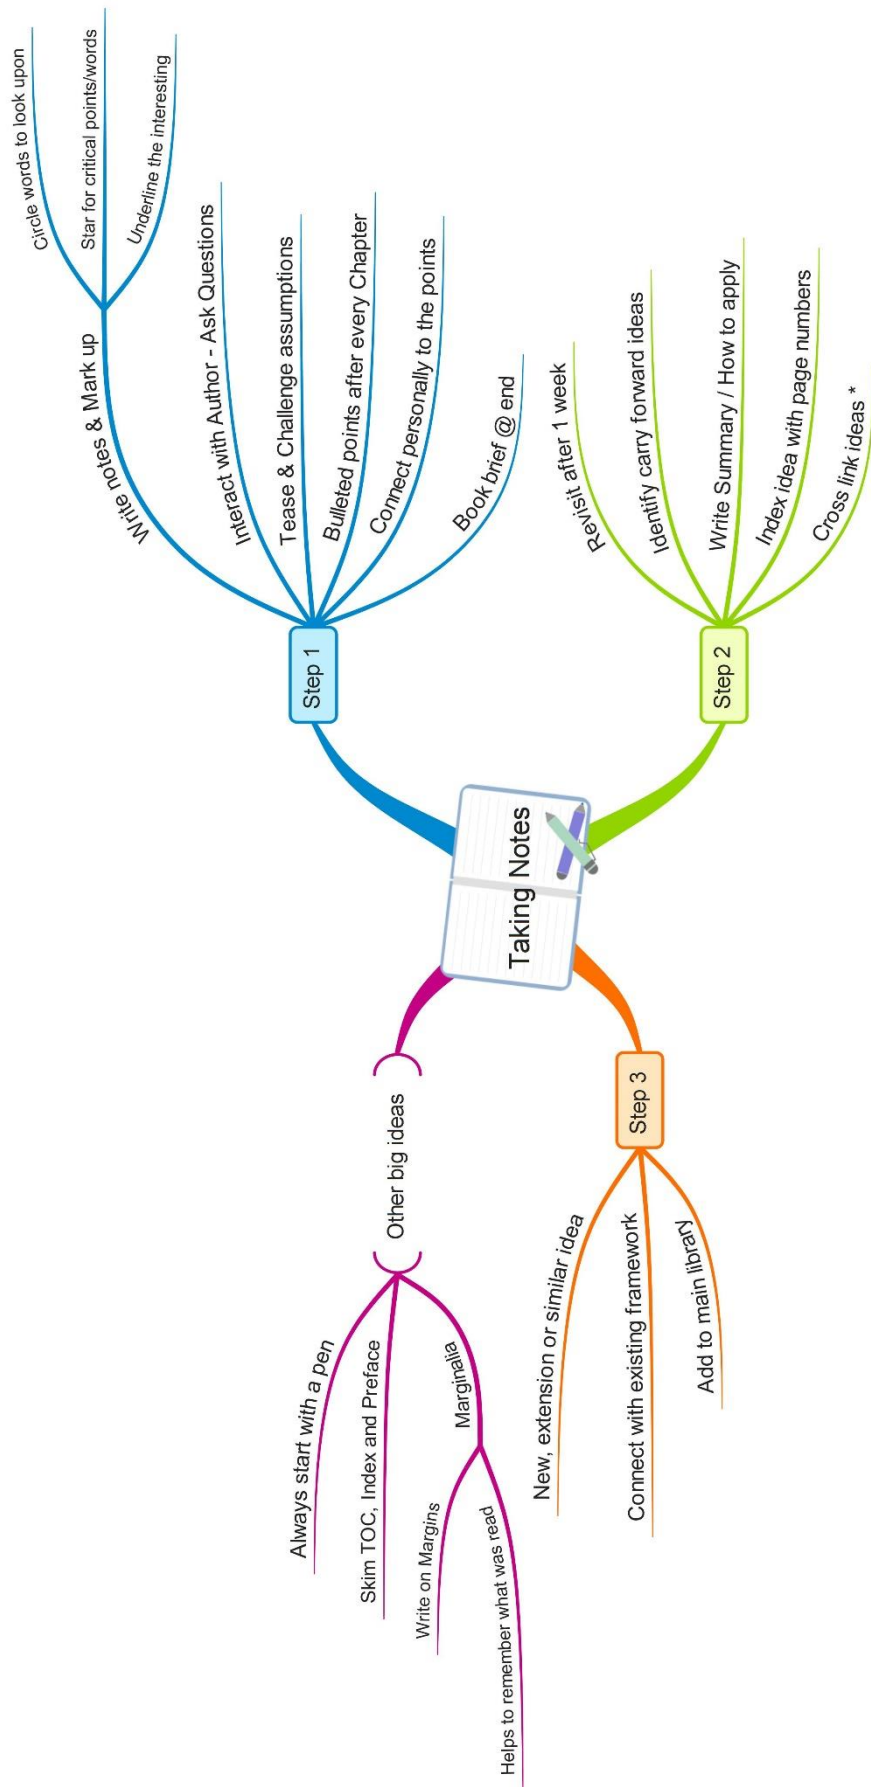 Taking Notes
Step 1
Write notes & Mark up
Circle words to look upon
Star for critical points/words
Underline the interesting
Interact with Author - Ask Questions
Tease & Challenge assumptions
Bulleted points after every Chapter
Connect personally to the points
Book brief @ end
Step 2
Revisit after 1 week
Identify carry forward ideas
Write Summary / How to apply
Index idea with page numbers
Cross link ideas *
Step 3
New, extension or similar idea
Connect with existing framework
Add to main library
Other big ideas
Always start with a pen
Skim TOC, Index and Preface
Marginalia
Write on Margins
Helps to remember what was read